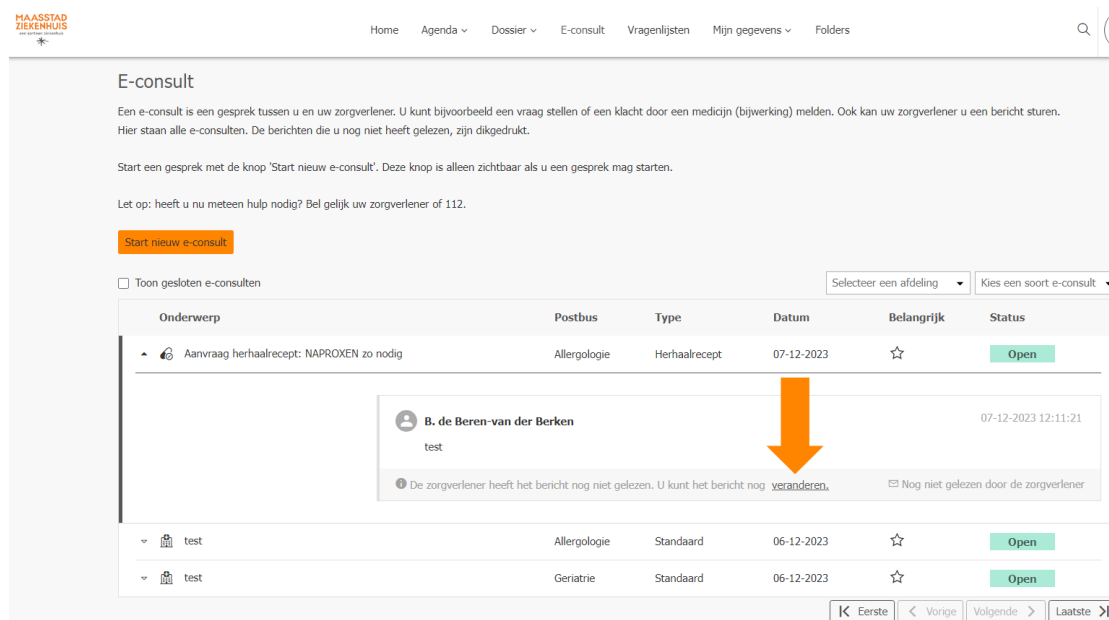 MAASSTAD
ZIEKENHUIS
een santeon ziekenhuis
Home Agenda Dossier E-consult Vragenlijsten Mijn gegevens Folders
E-consult
Een e-consult is een gesprek tussen u en uw zorgverlener. U kunt bijvoorbeeld een vraag stellen of een klacht door een medicijn (bijwerking) melden. Ook kan uw zorgverlener u een bericht sturen.
Hier staan alle e-consulten. De berichten die u nog niet heeft gelezen, zijn dikgedrukt.
Start een gesprek met de knop 'Start nieuw e-consult'. Deze knop is alleen zichtbaar als u een gesprek mag starten.
Let op: heeft u nu meteen hulp nodig? Bel gelijk uw zorgverlener of 112.
Start nieuw e-consult
Toon gesloten e-consulten Selecteer een afdeling Kies een soort e-consult
Onderwerp Postbus Type Datum Belangrijk Status
Aanvraag herhaalrecept: NAPROXEN zo nodig Allergologie Herhaalrecept 07-12-2023 Open
B. de Beren-van der Berken 07-12-2023 12:11:21
test
De zorgverlener heeft het bericht nog niet gelezen. U kunt het bericht nog veranderen. Nog niet gelezen door de zorgverlener
test Allergologie Standaard 06-12-2023 Open
test Geriatrie Standaard 06-12-2023 Open
Eerste Vorige Volgende Laatste